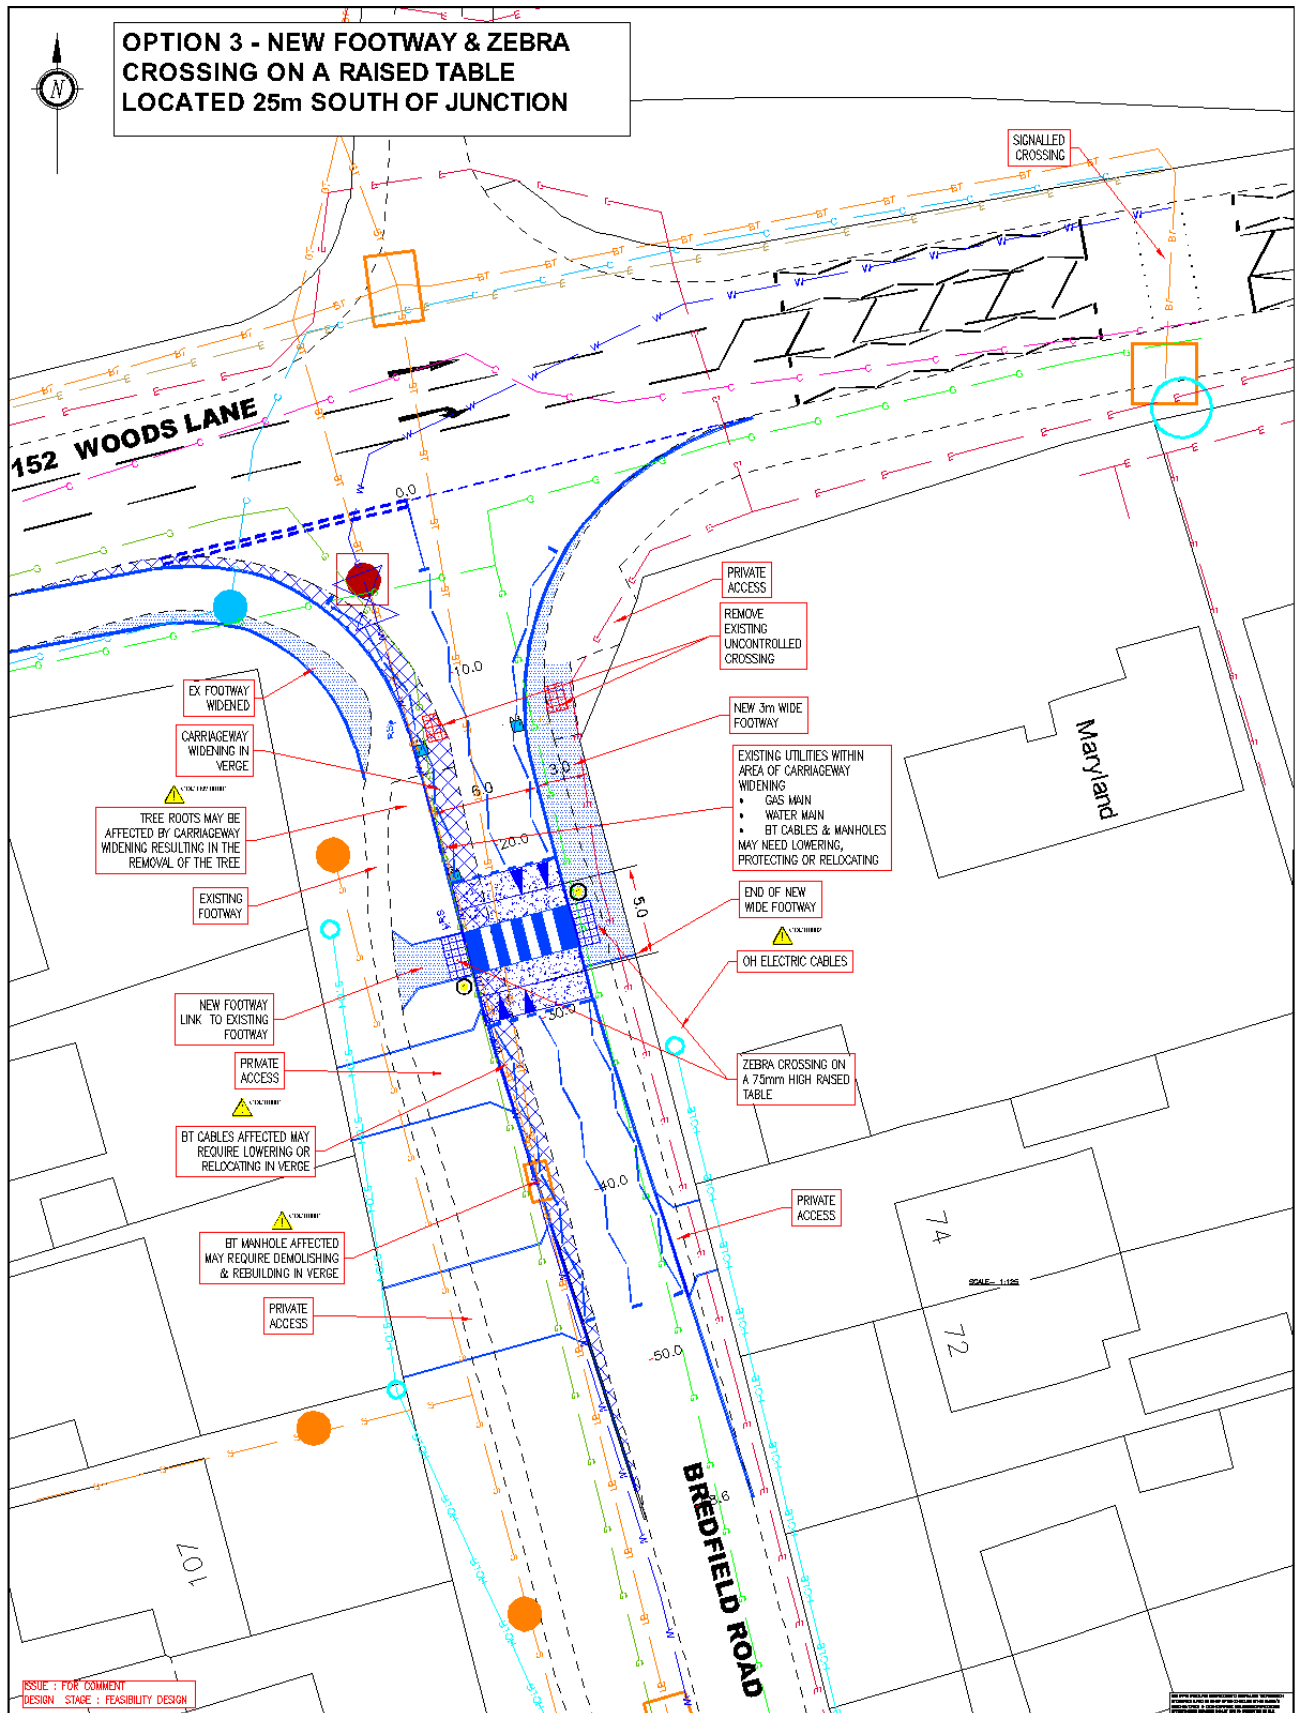 OPTION 3 - NEW FOOTWAY & ZEBRA
CROSSING ON A RAISED TABLE
LOCATED 25m SOUTH OF JUNCTION
N
SIGNALLED
CROSSING
152 WOODS LANE
0.0
PRIVATE
ACCESS
REMOVE
EXISTING
UNCONTROLLED
CROSSING
10.0
EX FOOTWAY
WIDENED
NEW 3m WIDE
FOOTWAY
CARRIAGEWAY
WIDENING IN
VERGE
3.0
6.0
EXISTING UTILITIES WITHIN
AREA OF CARRIAGEWAY
WIDENING
• GAS MAIN
• WATER MAIN
• BT CABLES & MANHOLES
MAY NEED LOWERING,
PROTECTING OR RELOCATING
Maryland
TREE ROOTS MAY BE
AFFECTED BY CARRIAGEWAY
WIDENING RESULTING IN THE
REMOVAL OF THE TREE
20.0
EXISTING
FOOTWAY
END OF NEW
WIDE FOOTWAY
5.0
OH ELECTRIC CABLES
NEW FOOTWAY
LINK TO EXISTING
FOOTWAY
30.0
PRIVATE
ACCESS
ZEBRA CROSSING ON
A 75mm HIGH RAISED
TABLE
BT CABLES AFFECTED MAY
REQUIRE LOWERING OR
RELOCATING IN VERGE
40.0
PRIVATE
ACCESS
74
BT MANHOLE AFFECTED
MAY REQUIRE DEMOLISHING
& REBUILDING IN VERGE
SCALE- 1:125
PRIVATE
ACCESS
72
50.0
BREDFIELD ROAD
107
ISSUE : FOR COMMENT
DESIGN STAGE : FEASIBILITY DESIGN